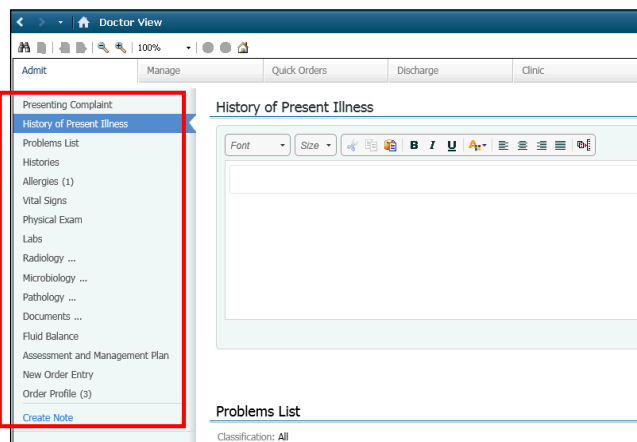 Doctor View
100%
Admit Manage Quick Orders Discharge Clinic
Presenting Complaint
History of Present Illness
Problems List
Histories
Allergies (1)
Vital Signs
Physical Exam
Labs
Radiology ...
Microbiology ...
Pathology ...
Documents ...
Fluid Balance
Assessment and Management Plan
New Order Entry
Order Profile (3)
Create Note
History of Present Illness
Font Size B I U A
Problems List
Classification: All